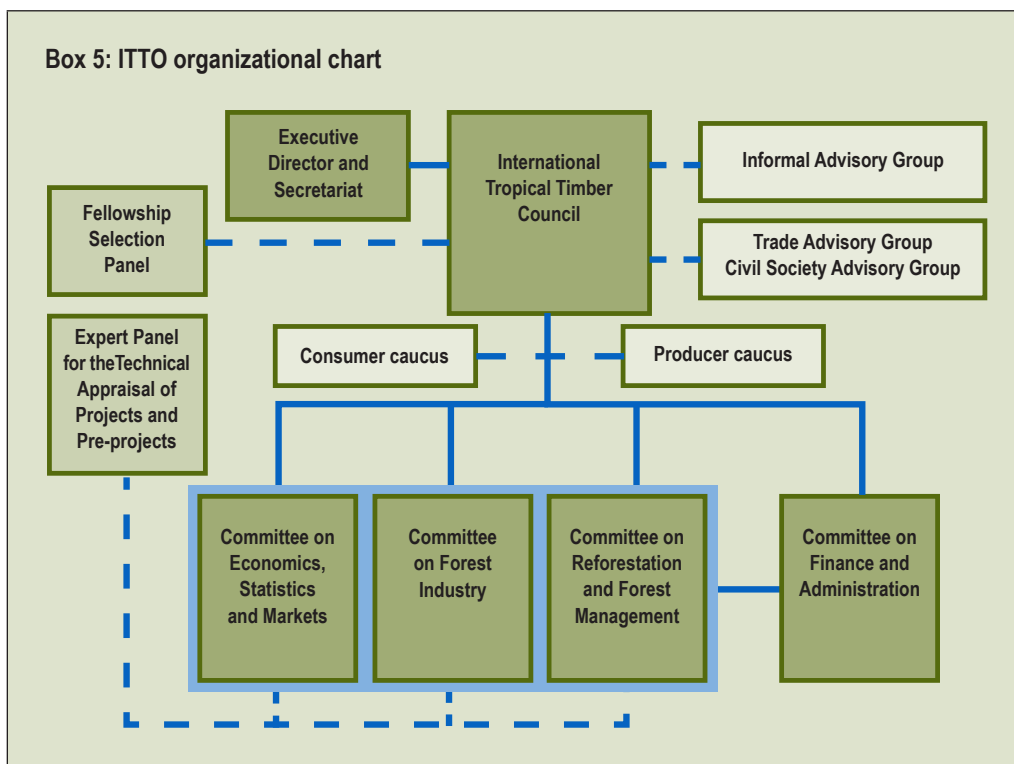 Box 5: ITTO organizational chart
Executive
Director and
Secretariat
International
Tropical Timber
Council
Informal Advisory Group
Fellowship
Selection
Panel
Trade Advisory Group
Civil Society Advisory Group
Expert Panel
for theTechnical
Appraisal of
Projects and
Pre-projects
Consumer caucus
Producer caucus
Committee on
Economics,
Statistics
and Markets
Committee
on Forest
Industry
Committee on
Reforestation
and Forest
Management
Committee on
Finance and
Administration